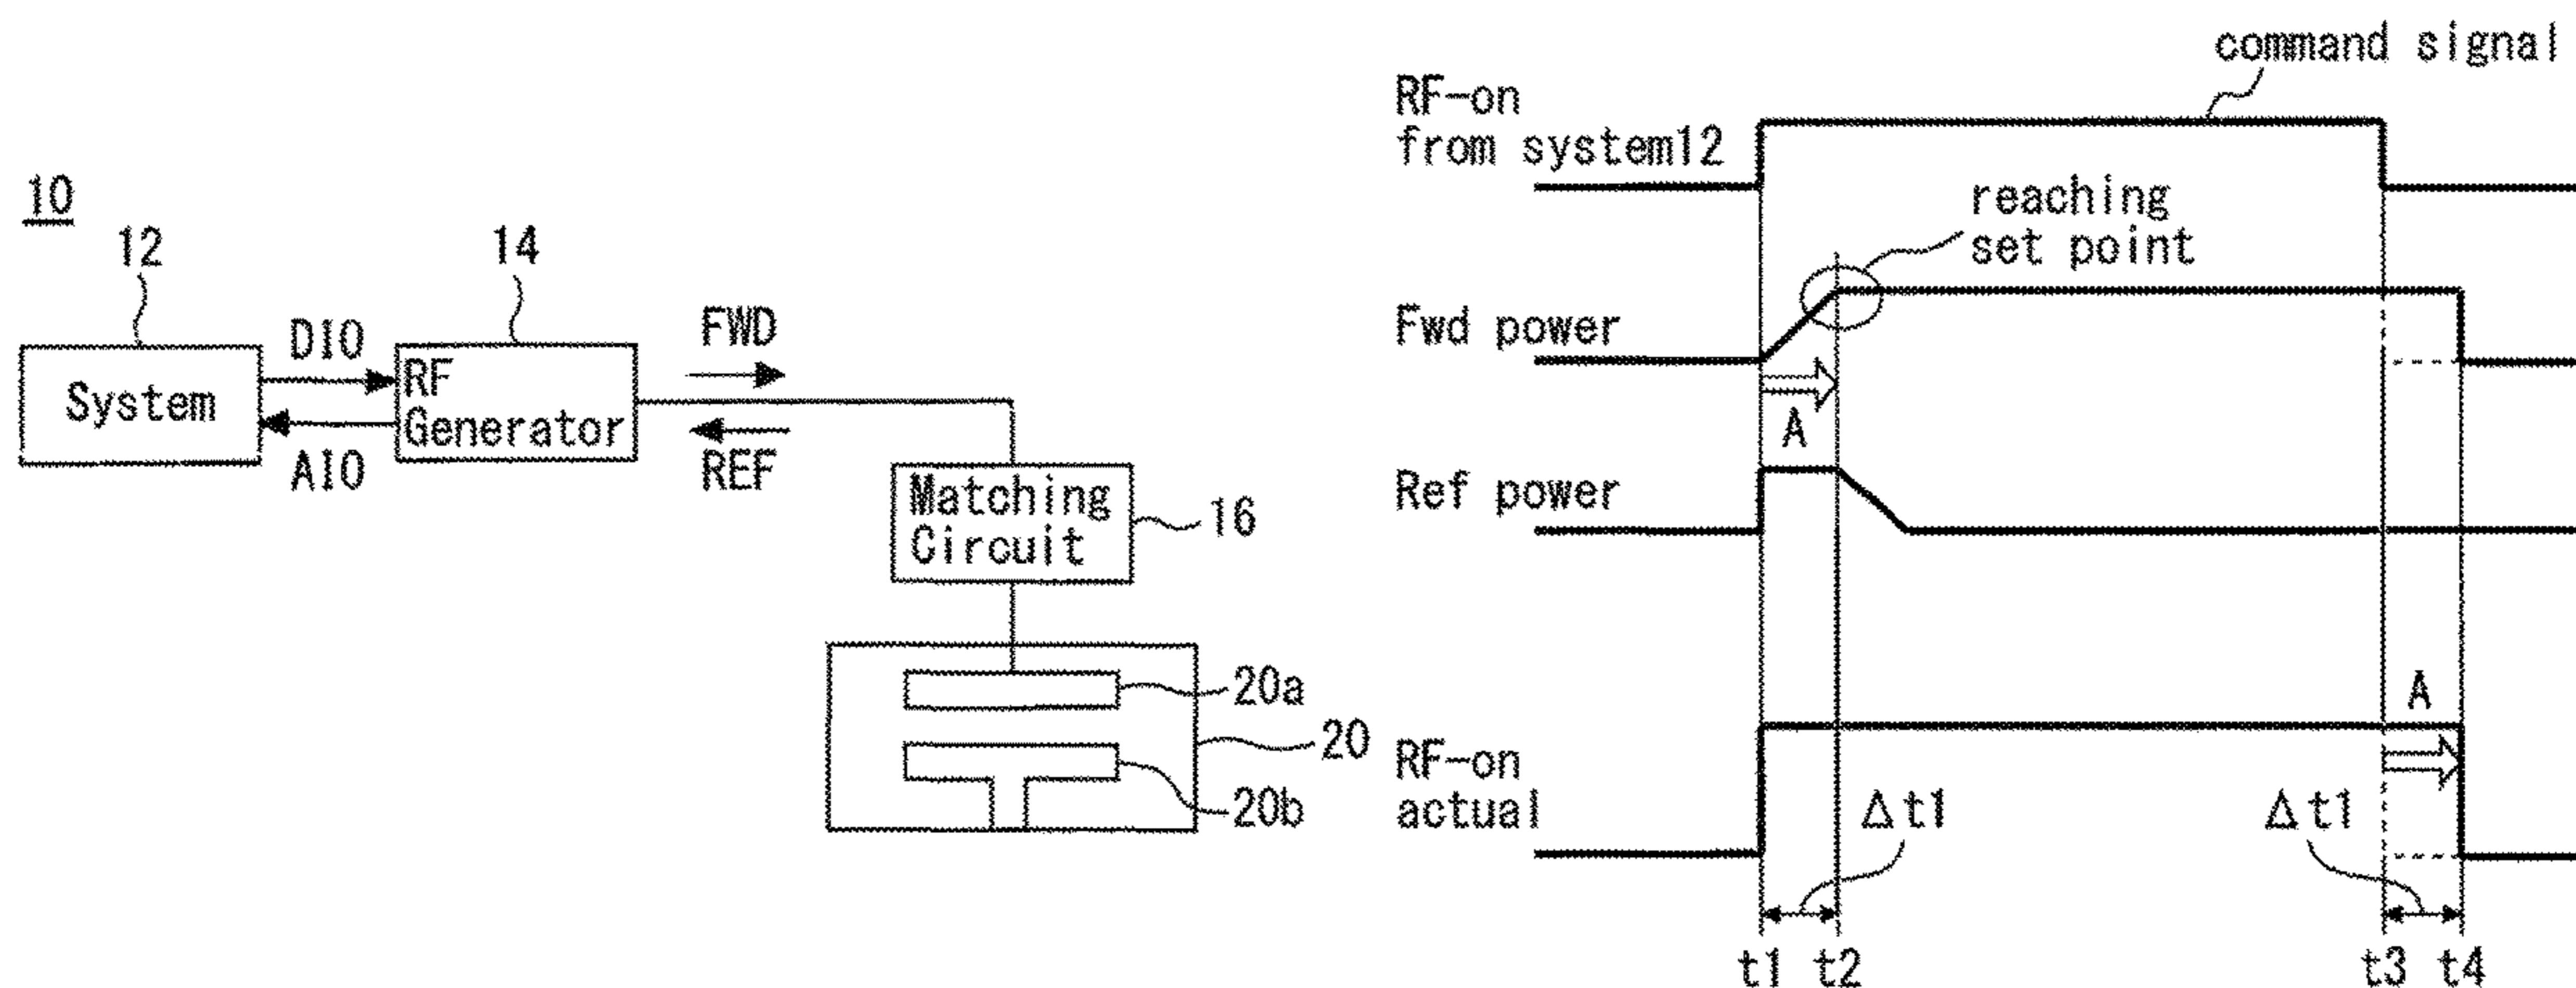 10
12
14
DIO
FWD
System
RF
Generator
AIO
REF
Matching
Circuit
16
20a
20
20b
command signal
RF-on
from system12
reaching
set point
Fwd power
A
Ref power
A
RF-on
actual
Δt1
Δt1
t1 t2
t3 t4